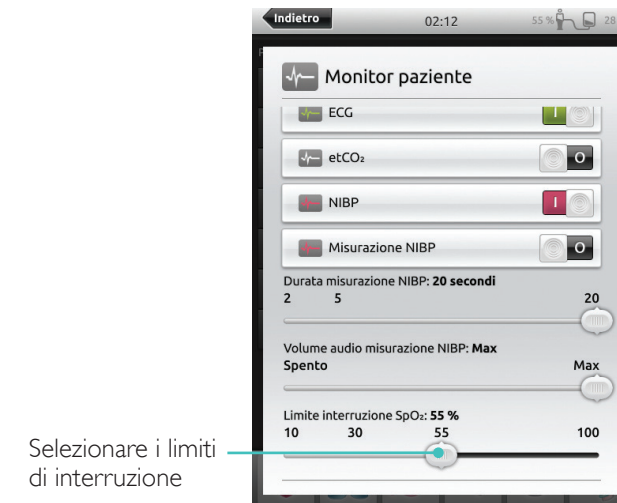 Indietro
02:12
55 %
28
Monitor paziente
ECG
I
etCO₂
O
NIBP
I
Misurazione NIBP
O
Durata misurazione NIBP: 20 secondi
2 5 20
Volume audio misurazione NIBP: Max
Spento Max
Limite interruzione SpO₂: 55 %
10 30 55 100
Selezionare i limiti
di interruzione